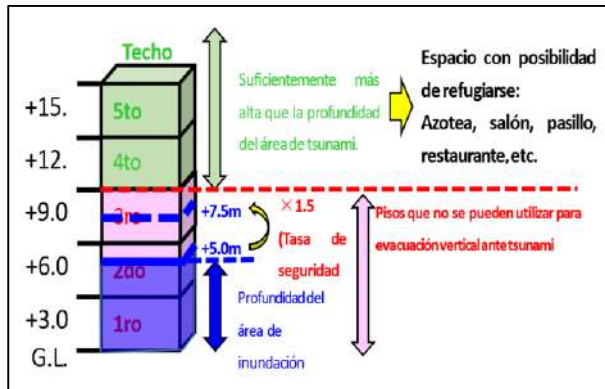 Techo
+15.
+12.
+9.0
+6.0
+3.0
G.L.
5to
4to
3ro
2do
1ro
Suficientemente más
alta que la profundidad
del área de tsunami.
Espacio con posibilidad
de refugiarse:
Azotea, salón, pasillo,
restaurante, etc.
+7.5m
+5.0m
×1.5
(Tasa de
seguridad
Pisos que no se pueden utilizar para
evacuación vertical ante tsunami
Profundidad del
área de
inundación